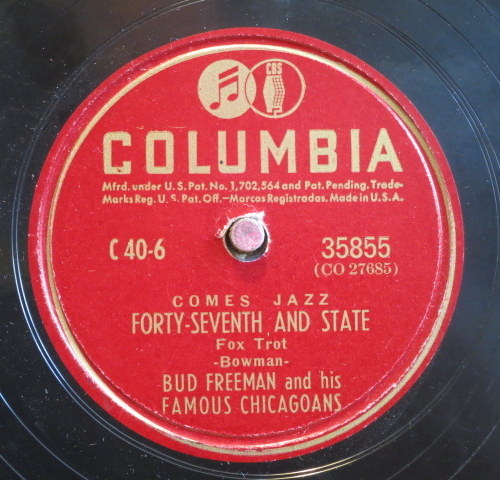 CBS
COLUMBIA
Mfrd. under U.S. Pat. No. 1,702,564 and Pat. Pending. Trade-
Marks Reg. U.S. Pat. Off.—Marcas Registradas. Made in U.S.A.
C 40-6
35855
(CO 27685)
COMES JAZZ
FORTY-SEVENTH AND STATE
Fox Trot
-Bowman-
BUD FREEMAN and his
FAMOUS CHICAGOANS